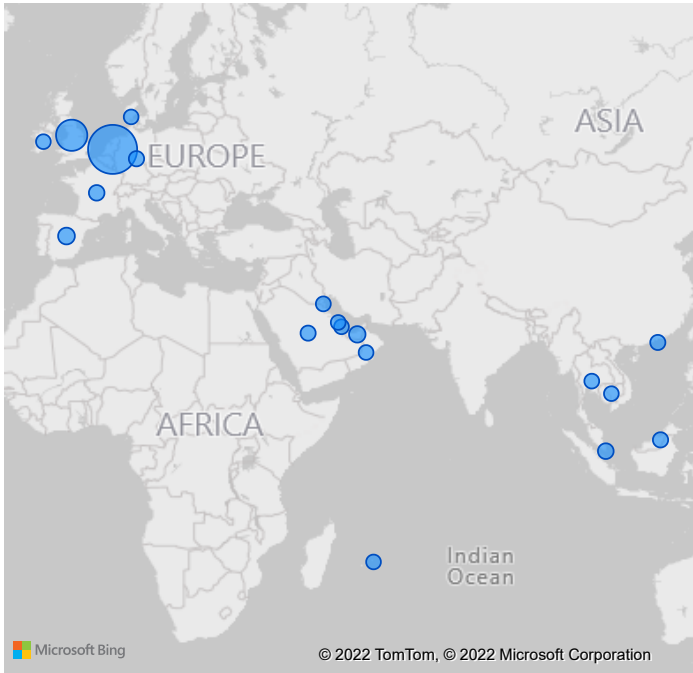 ASIA
EUROPE
AFRICA
Indian
Ocean
Microsoft Bing
© 2022 TomTom, © 2022 Microsoft Corporation